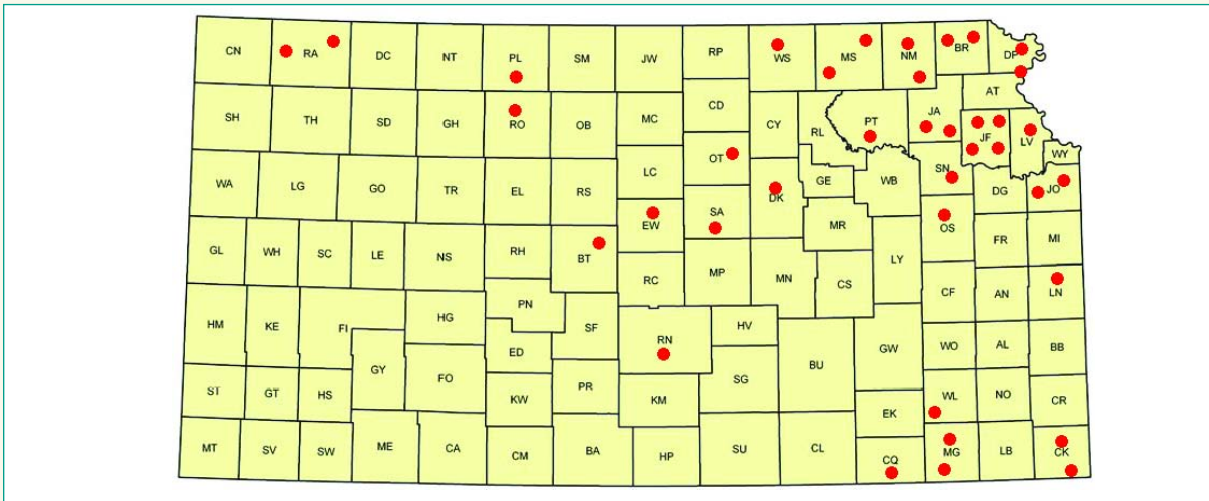 CN RA DC INT PL SM JW RP WS MS NM BR DP
SH TH SD GH RO OB MC CD CY RL PT JA AT
JF LV WY
WA LG GO TR EL RS LC OT DK GE WB SN DG JO
EW SA MR OS
GL WH SC LE NIS RH BT RC MP MN CS LY FR MI
CF AN LN
HM KE FI HIG PN SF RN HV
GY ED BU GW WO AL BB
ST GT HS FO KW PR KM SG EK WL NO CR
MT SV SW ME CA CM BA HP SU CL CQ MG LB CK